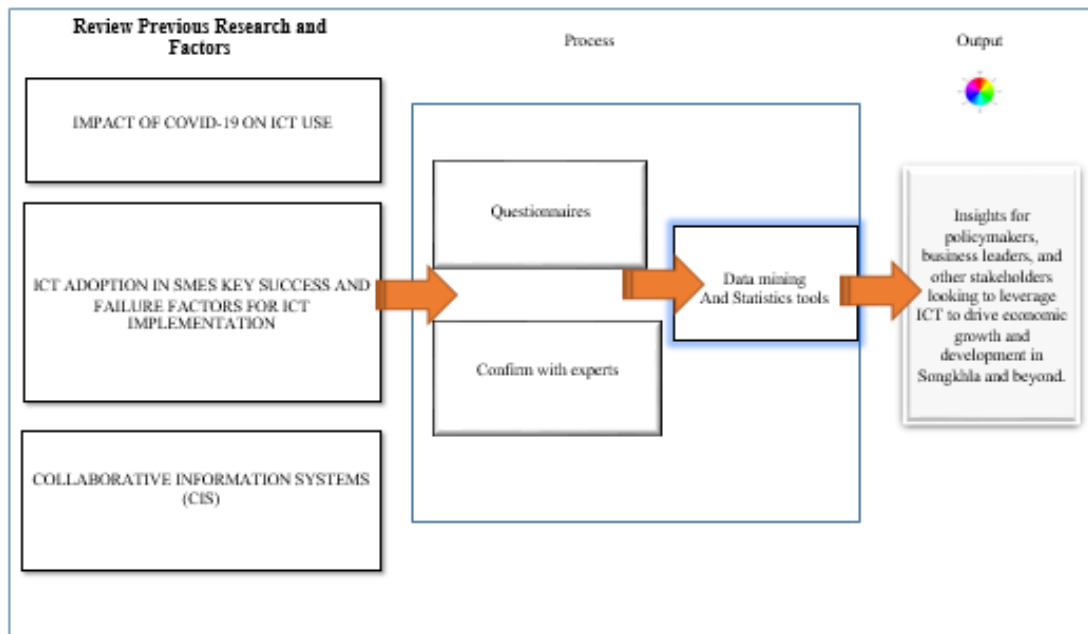 Review Previous Research and
Factors
IMPACT OF COVID-19 ON ICT USE
ICT ADOPTION IN SMES KEY SUCCESS AND
FAILURE FACTORS FOR ICT
IMPLEMENTATION
COLLABORATIVE INFORMATION SYSTEMS
(CIS)
Process
Questionnaires
Confirm with experts
Data mining
And Statistics tools
Output
Insights for
policymakers,
business leaders, and
other stakeholders
looking to leverage
ICT to drive economic
growth and
development in
Songkhla and beyond.